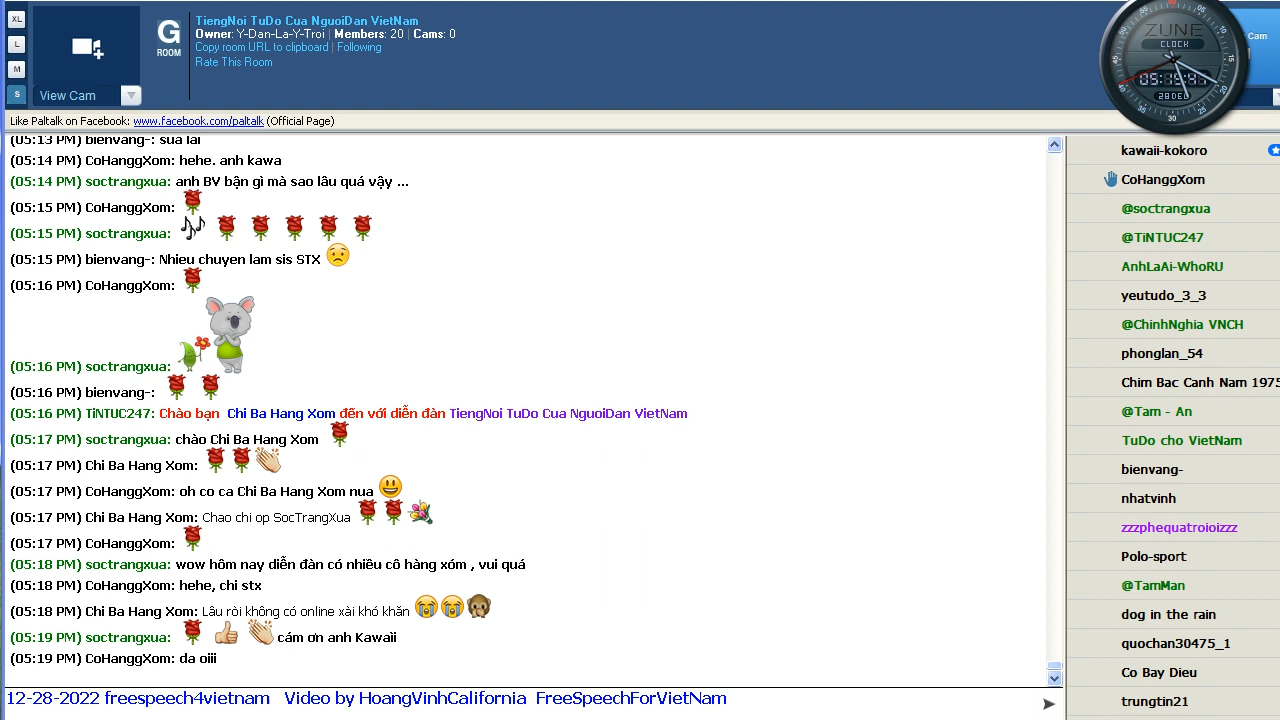 XL
L
M
S
View Cam
G
ROOM
TiengNoi TuDo Cua NguoiDan VietNam
Owner: Y-Dan-La-Y-Troi | Members: 20 | Cams: 0
Copy room URL to clipboard | Following
Rate This Room
ZUNE
CLOCK
28 DEC
Cam
Like Paltalk on Facebook: www.facebook.com/paltalk (Official Page)
(05:13 PM) bienvang-: sua lai
(05:14 PM) CoHanggXom: hehe. anh kawa
(05:14 PM) soctrangxua: anh BV bận gì mà sao lâu quá vậy ...
(05:15 PM) CoHanggXom:
(05:15 PM) soctrangxua:
(05:15 PM) bienvang-: Nhieu chuyen lam sis STX
(05:16 PM) CoHanggXom:
(05:16 PM) soctrangxua:
(05:16 PM) bienvang-:
(05:16 PM) TiNTUC247: Chào bạn Chi Ba Hang Xom đến với diễn đàn TiengNoi TuDo Cua NguoiDan VietNam
(05:17 PM) soctrangxua: chào Chi Ba Hang Xom
(05:17 PM) Chi Ba Hang Xom:
(05:17 PM) CoHanggXom: oh co ca Chi Ba Hang Xom nua
(05:17 PM) Chi Ba Hang Xom: Chao chi op SocTrangXua
(05:17 PM) CoHanggXom:
(05:18 PM) soctrangxua: wow hôm nay diễn đàn có nhiều cô hàng xóm , vui quá
(05:18 PM) CoHanggXom: hehe, chi stx
(05:18 PM) Chi Ba Hang Xom: Lâu ròi không có online xài khó khăn
(05:19 PM) soctrangxua: cám ơn anh Kawaìi
(05:19 PM) CoHanggXom: da oiii
12-28-2022 freespeech4vietnam Video by HoangVinhCalifornia FreeSpeechForVietNam
kawaii-kokoro
CoHanggXom
@soctrangxua
@TiNTUC247
AnhLaAi-WhoRU
yeutudo_3_3
@ChinhNghia VNCH
phonglan_54
Chim Bac Canh Nam 1975
@Tam - An
TuDo cho VietNam
bienvang-
nhatvinh
zzzphequatroioizzz
Polo-sport
@TamMan
dog in the rain
quochan30475_1
Co Bay Dieu
trungtin21